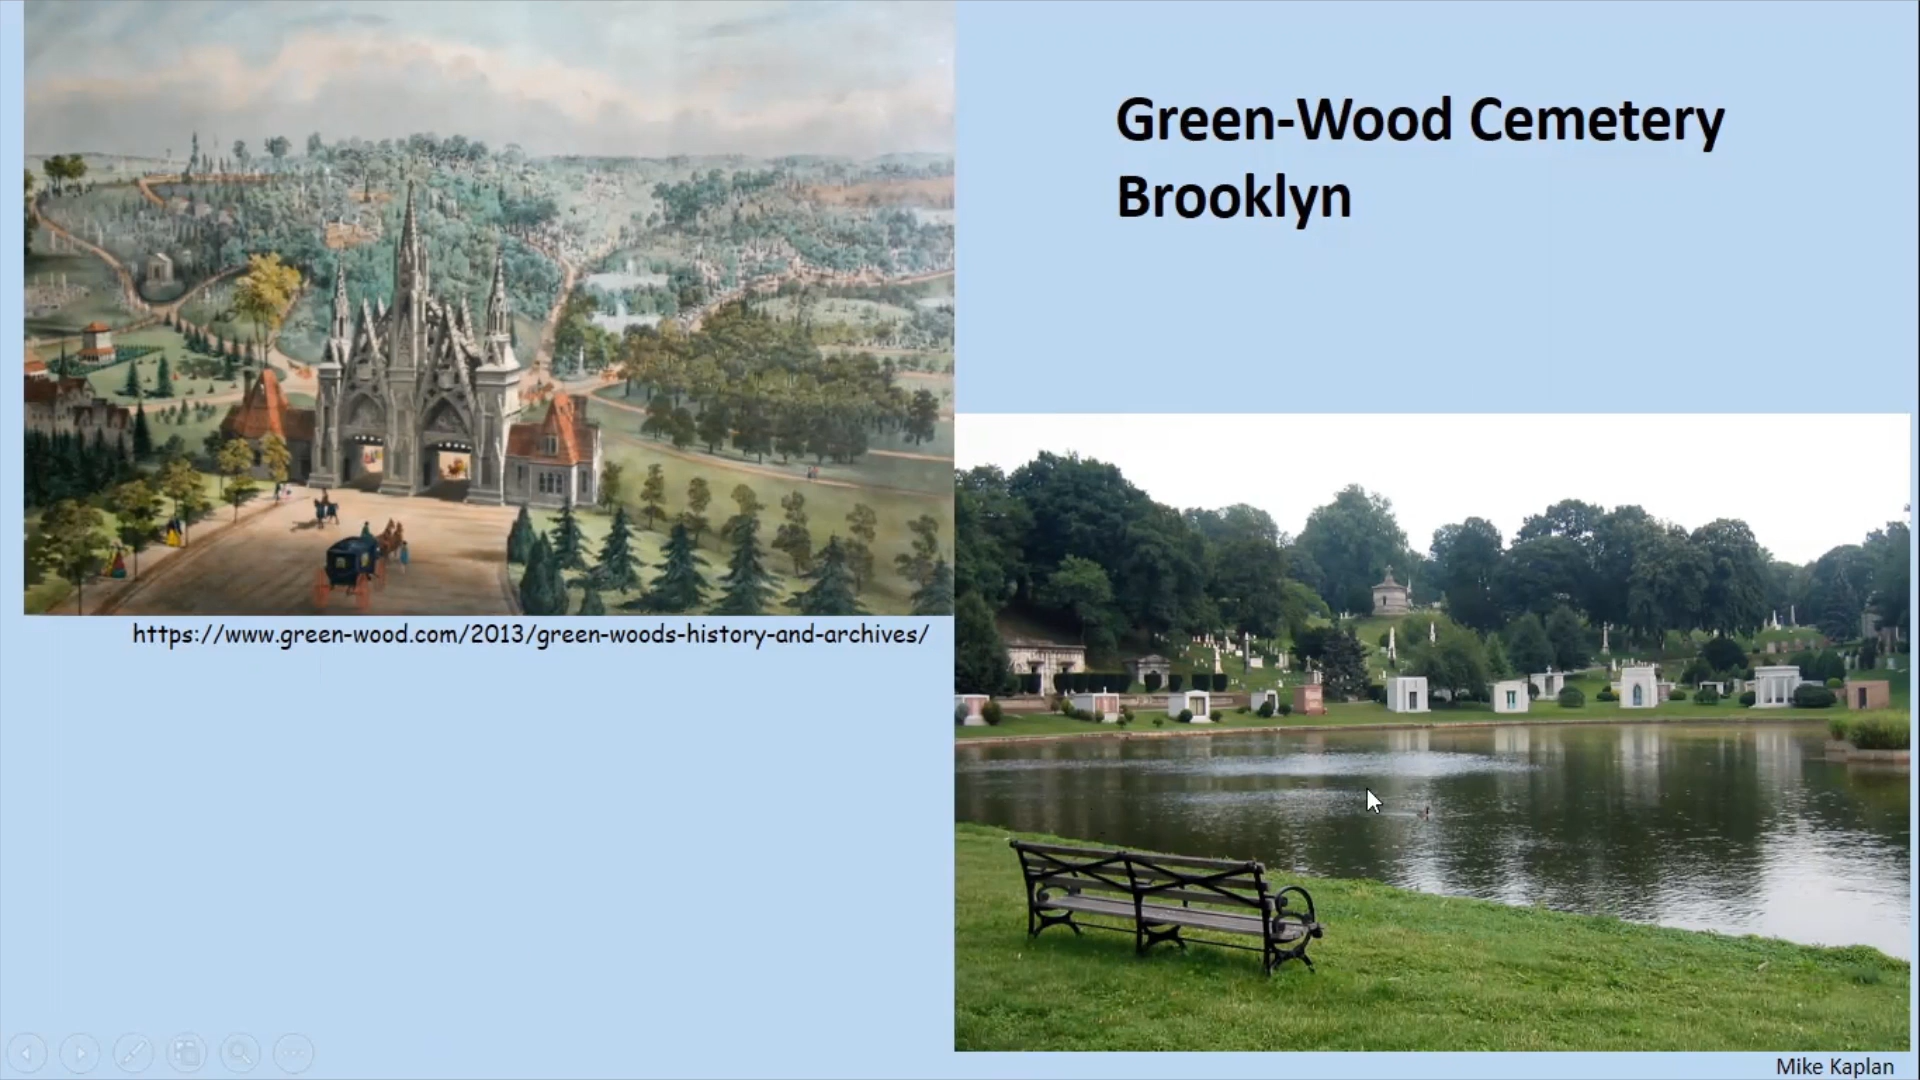 Green-Wood Cemetery
Brooklyn
https://www.green-wood.com/2013/green-woods-history-and-archives/
Mike Kaplan